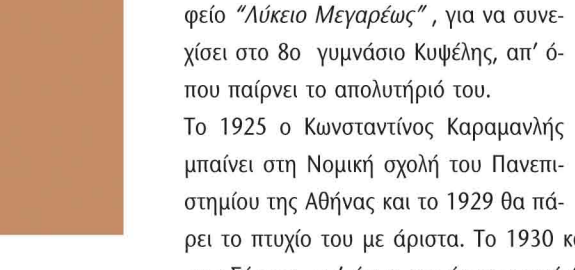 φείο "Λύκειο Μεγαρέως" , για να συνε-
χίσει στο 8ο γυμνάσιο Κυψέλης, απ' ό-
που παίρνει το απολυτήριό του.
Το 1925 ο Κωνσταντίνος Καραμανλής
μπαίνει στη Νομική σχολή του Πανεπι-
στημίου της Αθήνας και το 1929 θα πά-
ρει το πτυχίο του με άριστα. Το 1930